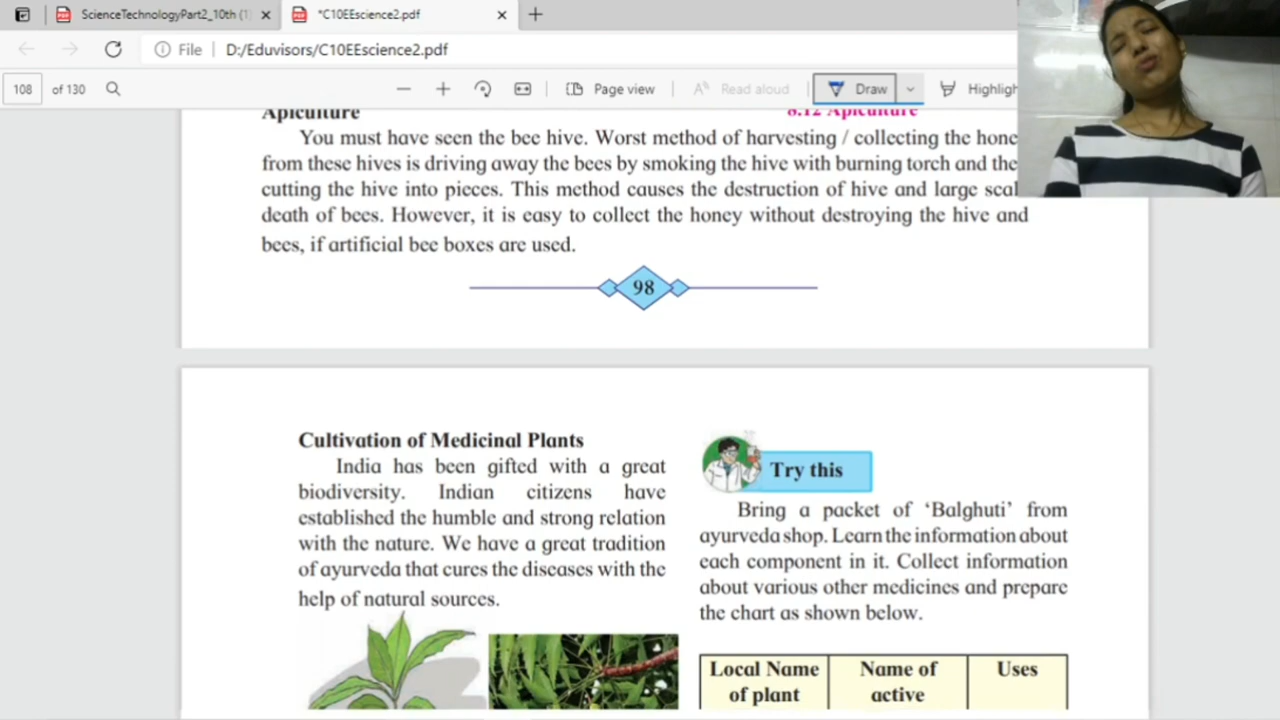 ScienceTechnologyPart2_10th (1)
*C10EEscience2.pdf
File
D:/Eduvisors/C10EEscience2.pdf
108 of 130
Page view
Read aloud
Draw
Highligh
Apiculture
8.12 Apiculture
You must have seen the bee hive. Worst method of harvesting / collecting the hone
from these hives is driving away the bees by smoking the hive with burning torch and the
cutting the hive into pieces. This method causes the destruction of hive and large scal
death of bees. However, it is easy to collect the honey without destroying the hive and
bees, if artificial bee boxes are used.
98
Cultivation of Medicinal Plants
India has been gifted with a great
biodiversity. Indian citizens have
established the humble and strong relation
with the nature. We have a great tradition
of ayurveda that cures the diseases with the
help of natural sources.
Try this
Bring a packet of ‘Balghuti’ from
ayurveda shop. Learn the information about
each component in it. Collect information
about various other medicines and prepare
the chart as shown below.
Local Name
of plant
Name of
active
Uses